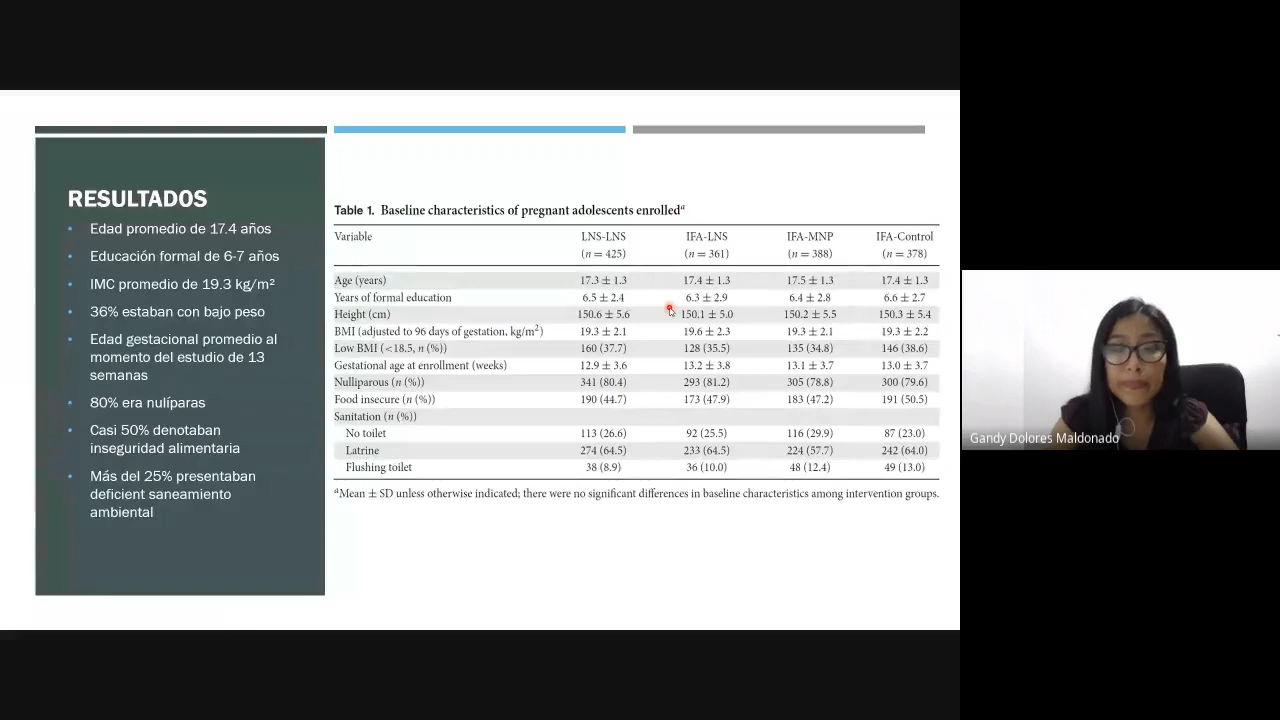 RESULTADOS
• Edad promedio de 17.4 años
• Educación formal de 6-7 años
• IMC promedio de 19.3 kg/m²
• 36% estaban con bajo peso
• Edad gestacional promedio al
momento del estudio de 13
semanas
• 80% era nulíparas
• Casi 50% denotaban
inseguridad alimentaria
• Más del 25% presentaban
deficient saneamiento
ambiental
Table 1. Baseline characteristics of pregnant adolescents enrolledᵃ
Variable LNS-LNS IFA-LNS IFA-MNP IFA-Control
(n = 425) (n = 361) (n = 388) (n = 378)
Age (years) 17.3 ± 1.3 17.4 ± 1.3 17.5 ± 1.3 17.4 ± 1.3
Years of formal education 6.5 ± 2.4 6.3 ± 2.9 6.4 ± 2.8 6.6 ± 2.7
Height (cm) 150.6 ± 5.6 150.1 ± 5.0 150.2 ± 5.5 150.3 ± 5.4
BMI (adjusted to 96 days of gestation, kg/m²) 19.3 ± 2.1 19.6 ± 2.3 19.3 ± 2.1 19.3 ± 2.2
Low BMI (<18.5, n (%)) 160 (37.7) 128 (35.5) 135 (34.8) 146 (38.6)
Gestational age at enrollment (weeks) 12.9 ± 3.6 13.2 ± 3.8 13.1 ± 3.7 13.0 ± 3.7
Nulliparous (n (%)) 341 (80.4) 293 (81.2) 305 (78.8) 300 (79.6)
Food insecure (n (%)) 190 (44.7) 173 (47.9) 183 (47.2) 191 (50.5)
Sanitation (n (%))
No toilet 113 (26.6) 92 (25.5) 116 (29.9) 87 (23.0)
Latrine 274 (64.5) 233 (64.5) 224 (57.7) 242 (64.0)
Flushing toilet 38 (8.9) 36 (10.0) 48 (12.4) 49 (13.0)
ᵃMean ± SD unless otherwise indicated; there were no significant differences in baseline characteristics among intervention groups.
Gandy Dolores Maldonado